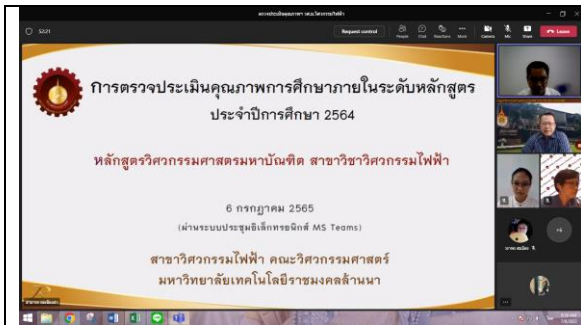 52:21
Request control
People
Chat
Reactions
More
Camera
Mic
Share
Leave
การตรวจประเมินคุณภาพการศึกษาภายในระดับหลักสูตร
ประจำปีการศึกษา 2564
หลักสูตรวิศวกรรมศาสตรมหาบัณฑิต สาขาวิชาวิศวกรรมไฟฟ้า
6 กรกฎาคม 2565
(ผ่านระบบประชุมอิเล็กทรอนิกส์ MS Teams)
สาขาวิศวกรรมไฟฟ้า คณะวิศวกรรมศาสตร์
มหาวิทยาลัยเทคโนโลยีราชมงคลล้านนา